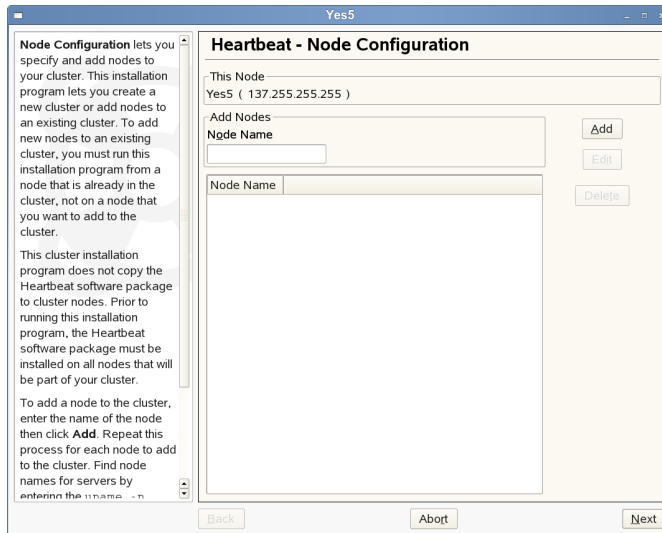 Yes5
Node Configuration lets you
specify and add nodes to
your cluster. This installation
program lets you create a
new cluster or add nodes to
an existing cluster. To add
new nodes to an existing
cluster, you must run this
installation program from a
node that is already in the
cluster, not on a node that
you want to add to the
cluster.
This cluster installation
program does not copy the
Heartbeat software package
to cluster nodes. Prior to
running this installation
program, the Heartbeat
software package must be
installed on all nodes that will
be part of your cluster.
To add a node to the cluster,
enter the name of the node
then click Add. Repeat this
process for each node to add
to the cluster. Find node
names for servers by
entering the uname -n
Heartbeat - Node Configuration
This Node
Yes5 ( 137.255.255.255 )
Add Nodes
Node Name
Add
Edit
Delete
Node Name
Back
Abort
Next